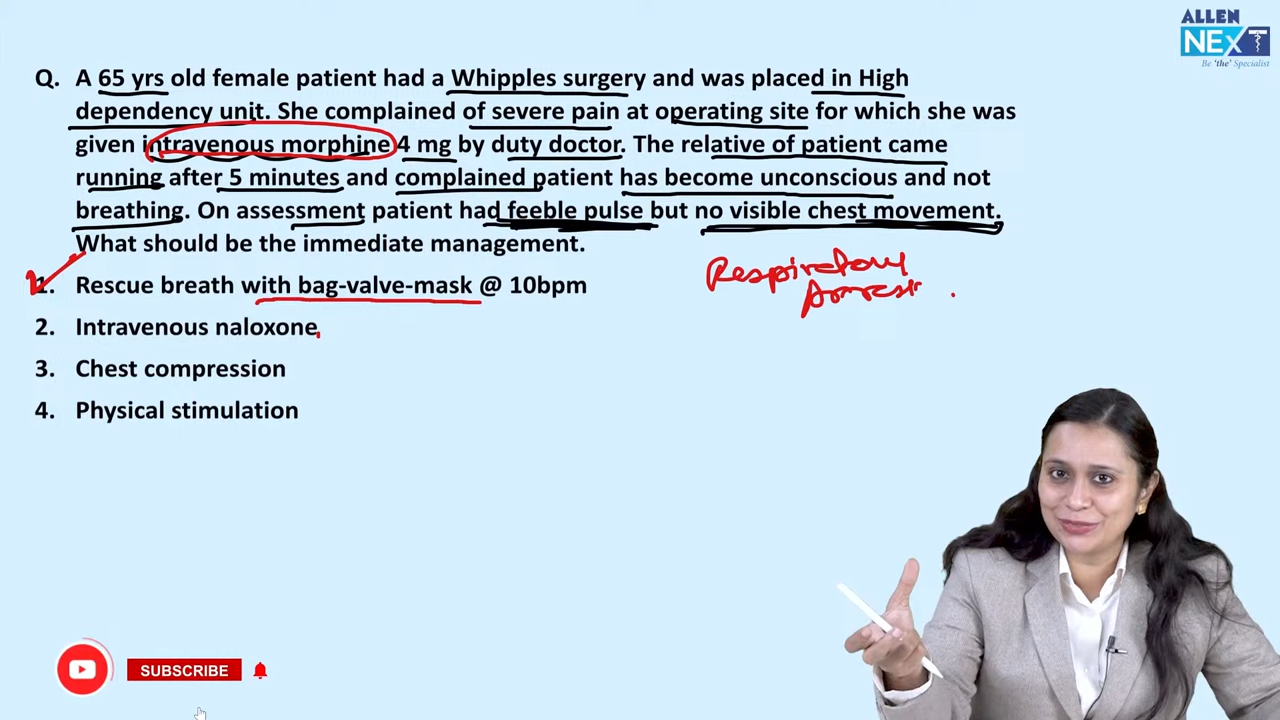 ALLEN
NEXT
Be 'the' Specialist
Q. A 65 yrs old female patient had a Whipples surgery and was placed in High
dependency unit. She complained of severe pain at operating site for which she was
given intravenous morphine 4 mg by duty doctor. The relative of patient came
running after 5 minutes and complained patient has become unconscious and not
breathing. On assessment patient had feeble pulse but no visible chest movement.
What should be the immediate management.
1. Rescue breath with bag-valve-mask @ 10bpm
Respiratory
Arrest.
2. Intravenous naloxone
3. Chest compression
4. Physical stimulation
SUBSCRIBE